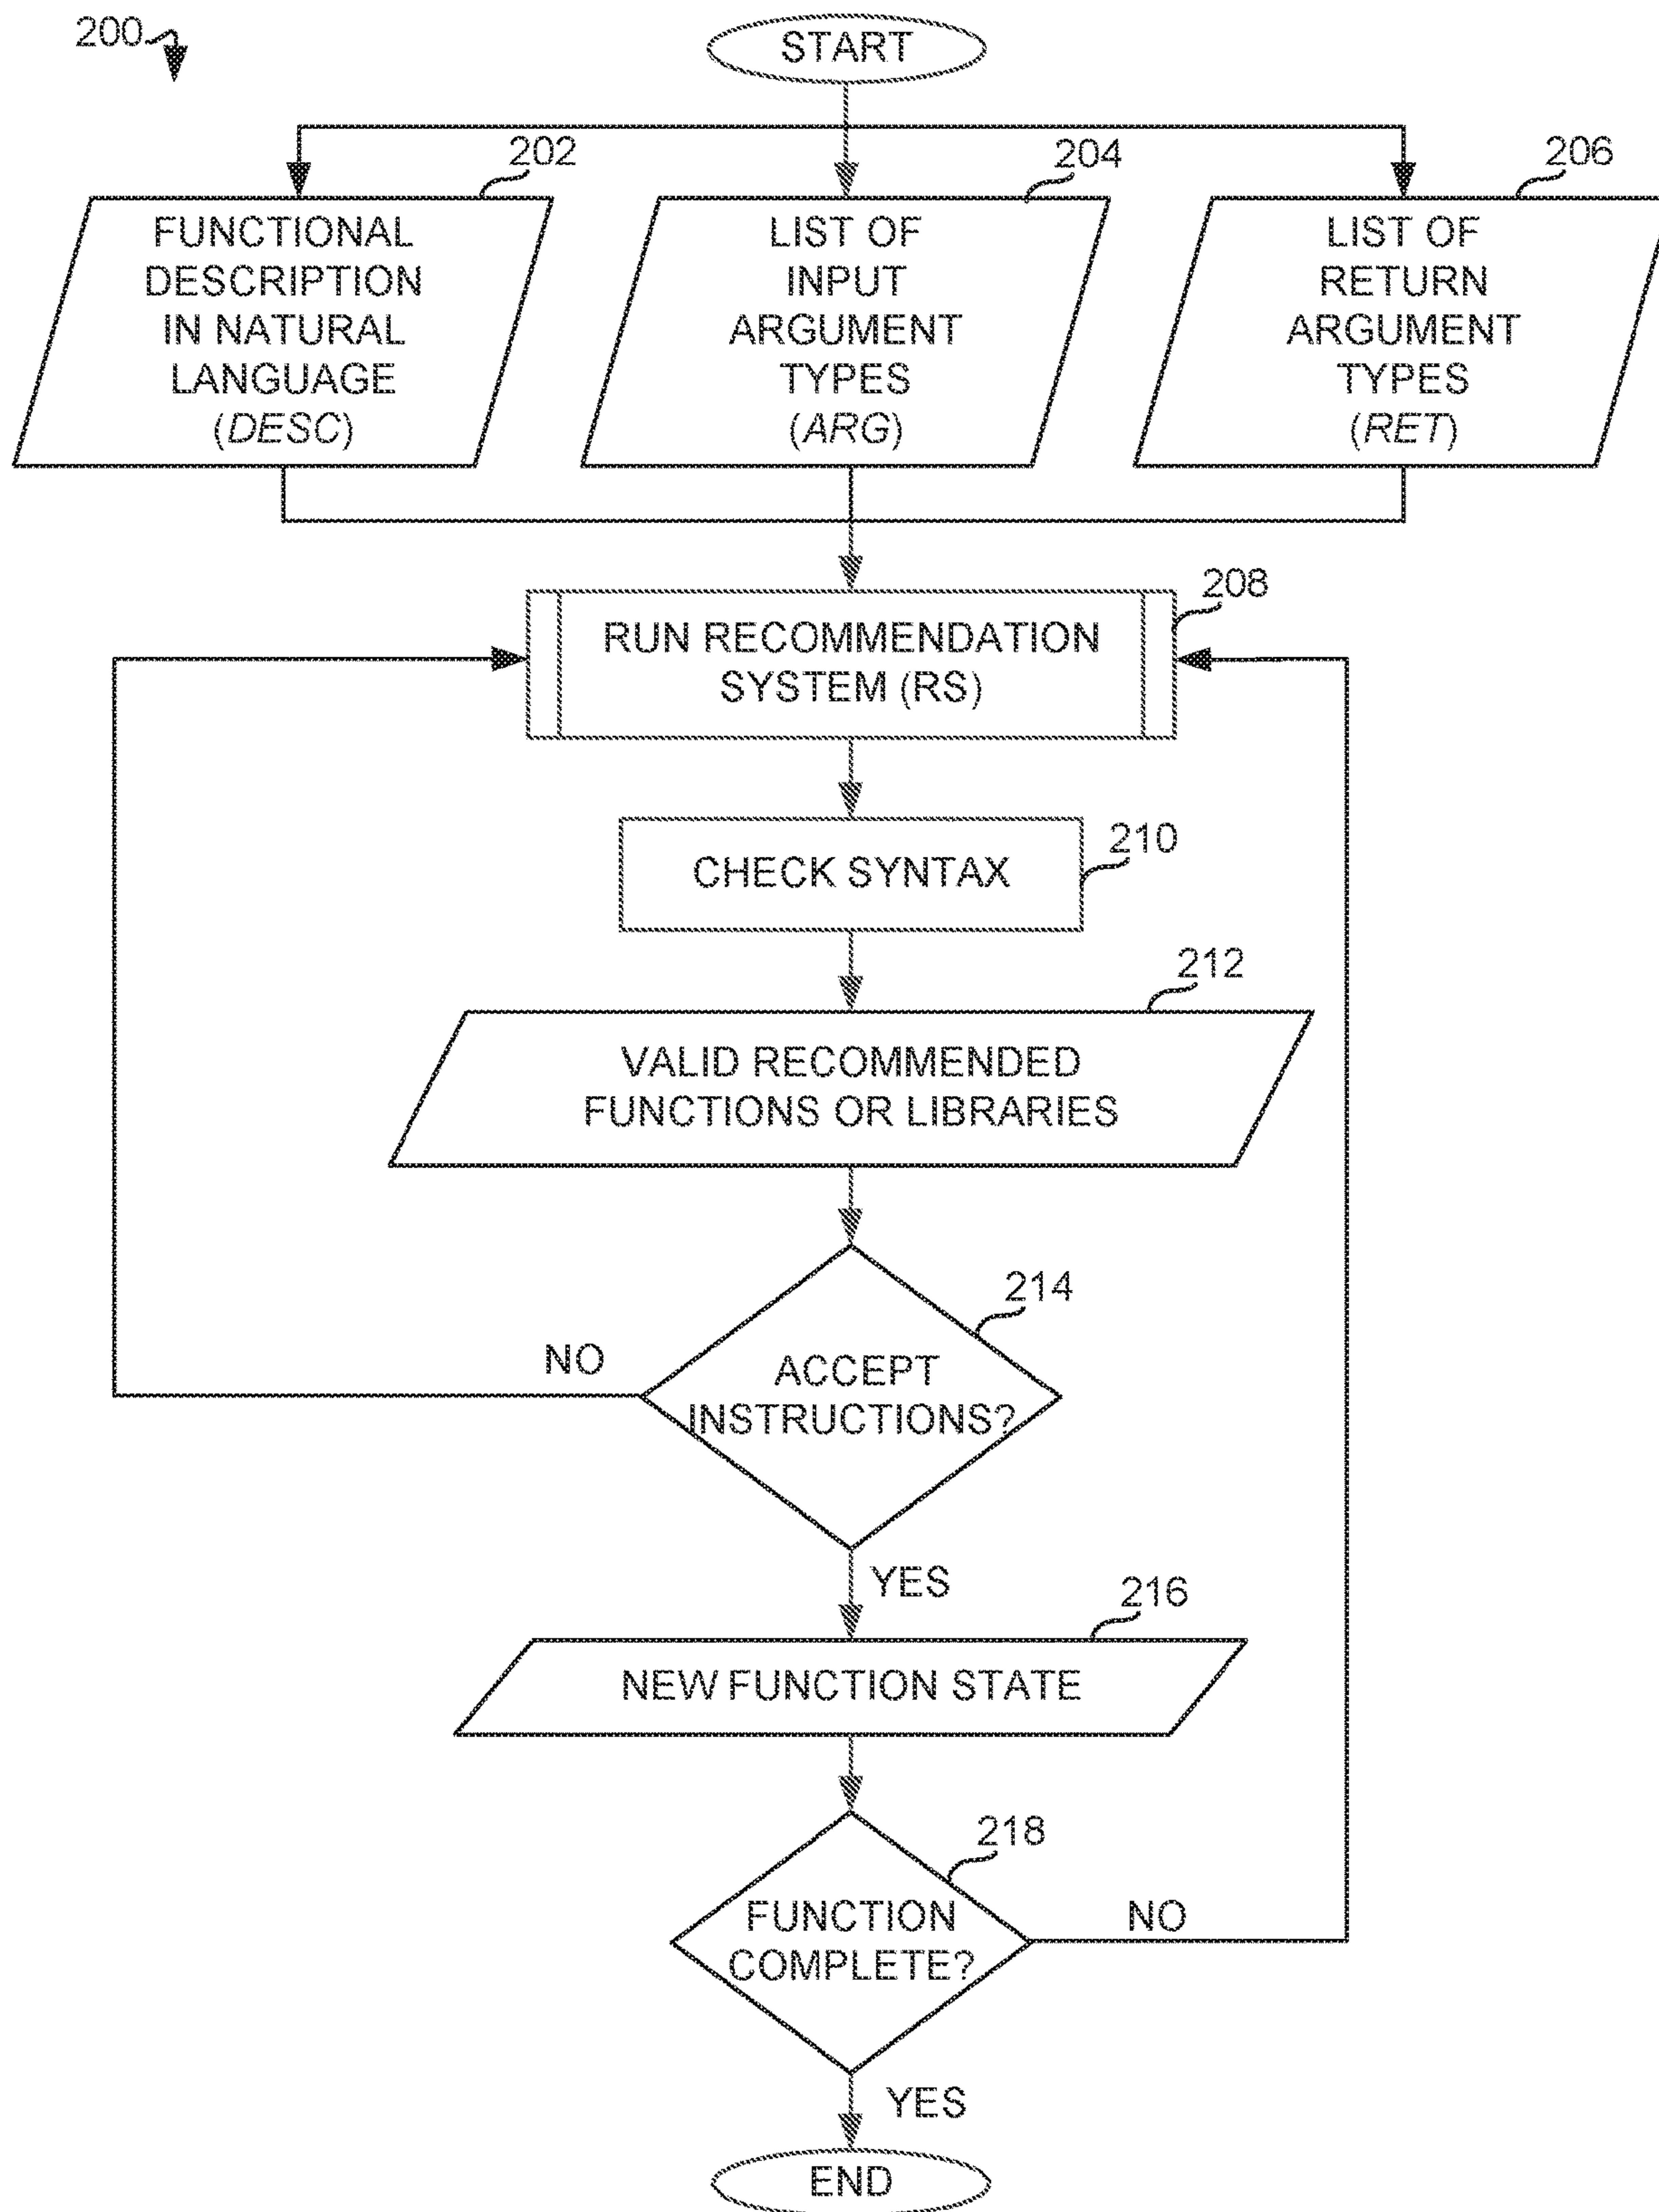 200
START
202
FUNCTIONAL
DESCRIPTION
IN NATURAL
LANGUAGE
(DESC)
204
LIST OF
INPUT
ARGUMENT
TYPES
(ARG)
206
LIST OF
RETURN
ARGUMENT
TYPES
(RET)
208
RUN RECOMMENDATION
SYSTEM (RS)
210
CHECK SYNTAX
212
VALID RECOMMENDED
FUNCTIONS OR LIBRARIES
214
ACCEPT
INSTRUCTIONS?
NO
YES
216
NEW FUNCTION STATE
218
FUNCTION
COMPLETE?
NO
YES
END